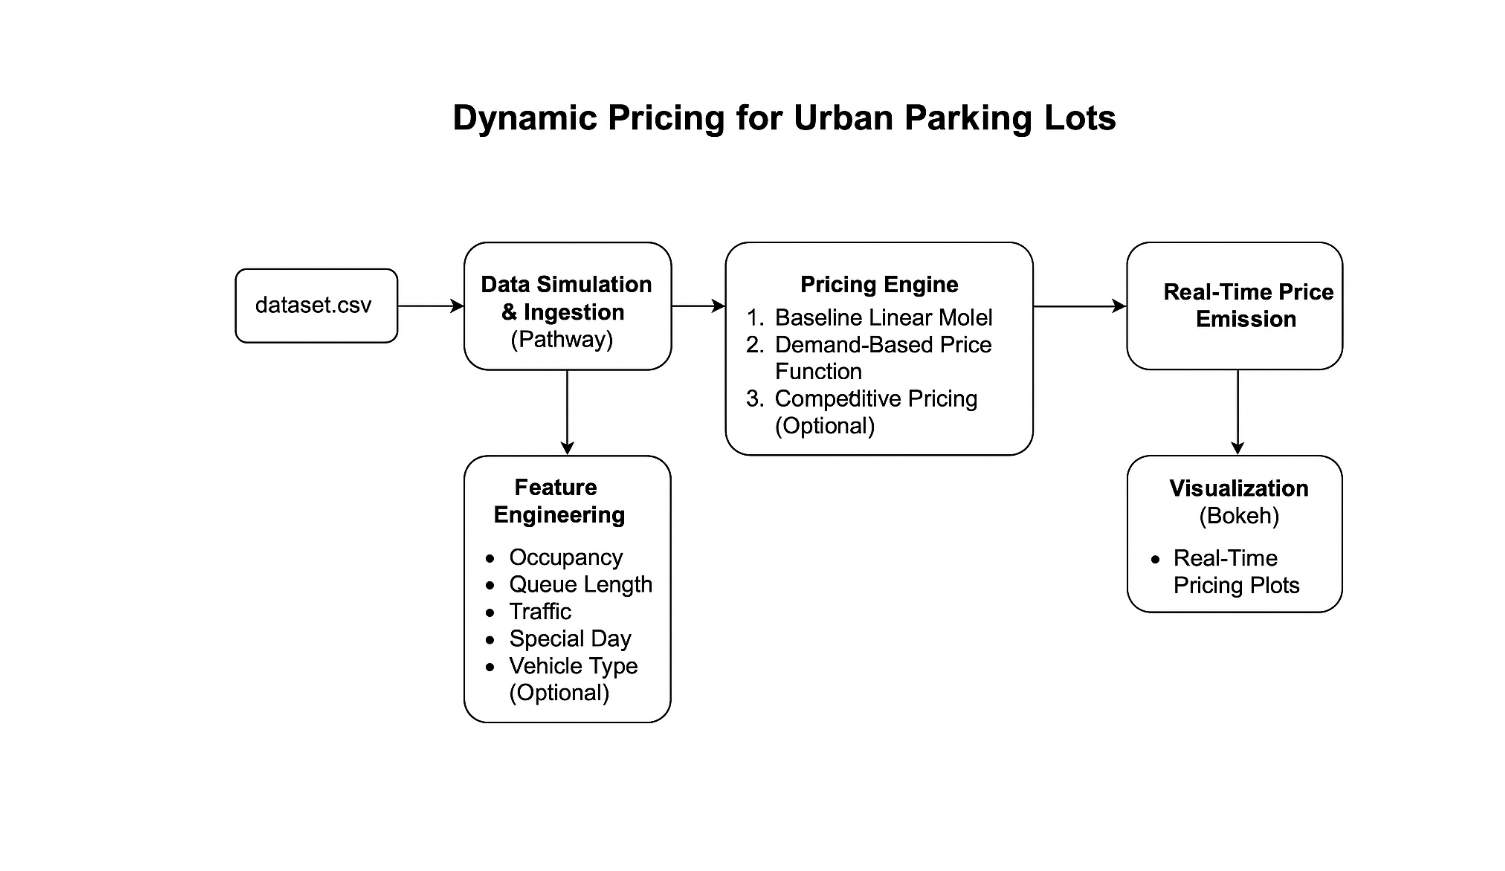 Dynamic Pricing for Urban Parking Lots
dataset.csv
Data Simulation
& Ingestion
(Pathway)
Pricing Engine
1. Baseline Linear Molel
2. Demand-Based Price
Function
3. Competitive Pricing
(Optional)
Real-Time Price
Emission
Feature
Engineering
• Occupancy
• Queue Length
• Traffic
• Special Day
• Vehicle Type
(Optional)
Visualization
(Bokeh)
• Real-Time
Pricing Plots